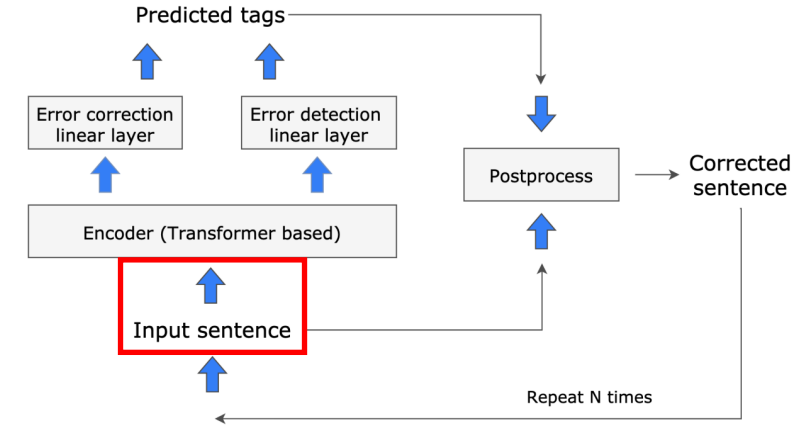 Predicted tags
Error correction
linear layer
Error detection
linear layer
Postprocess
Corrected
sentence
Encoder (Transformer based)
Input sentence
Repeat N times